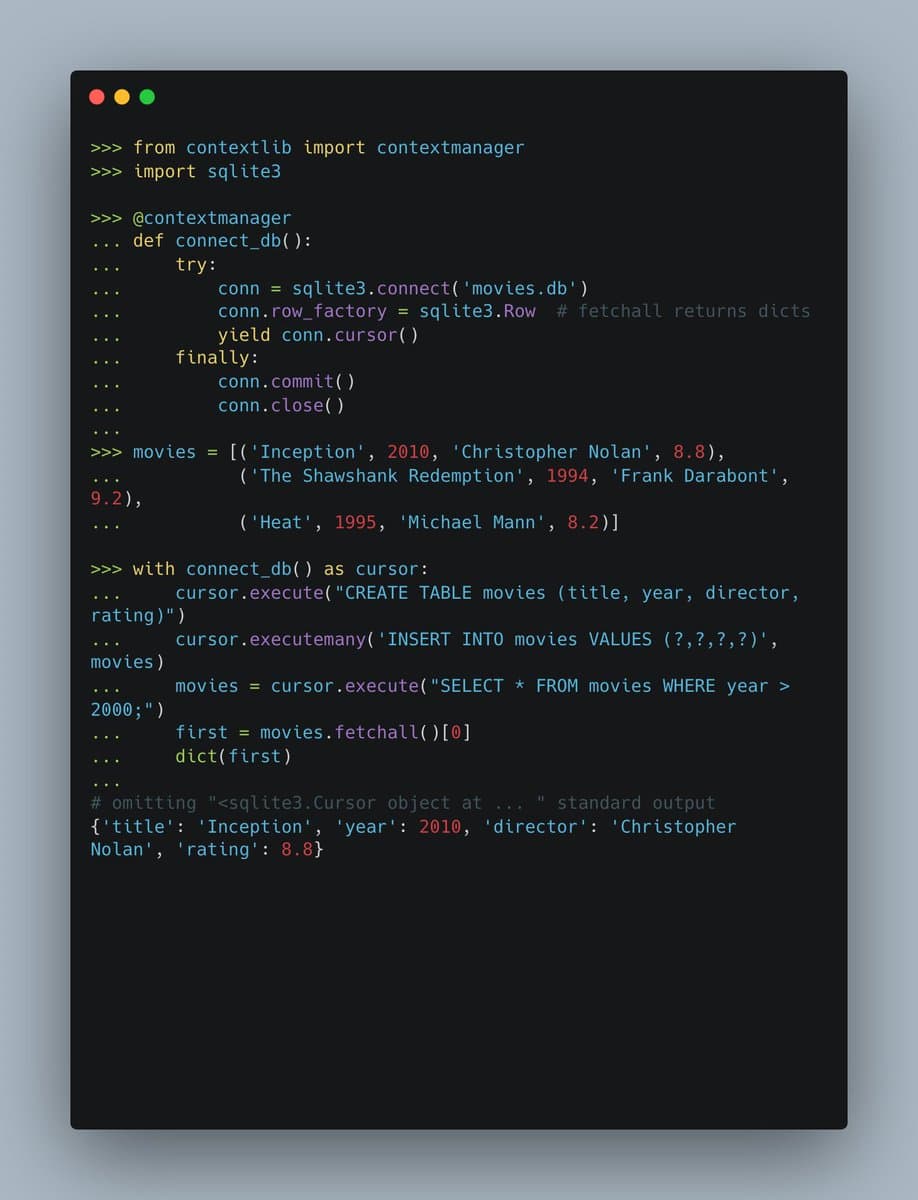 >>> from contextlib import contextmanager
>>> import sqlite3

>>> @contextmanager
... def connect_db():
...     try:
...         conn = sqlite3.connect('movies.db')
...         conn.row_factory = sqlite3.Row  # fetchall returns dicts
...         yield conn.cursor()
...     finally:
...         conn.commit()
...         conn.close()
...
>>> movies = [('Inception', 2010, 'Christopher Nolan', 8.8),
...           ('The Shawshank Redemption', 1994, 'Frank Darabont',
9.2),
...           ('Heat', 1995, 'Michael Mann', 8.2)]

>>> with connect_db() as cursor:
...     cursor.execute("CREATE TABLE movies (title, year, director,
rating)")
...     cursor.executemany('INSERT INTO movies VALUES (?,?,?,?)',
movies)
...     movies = cursor.execute("SELECT * FROM movies WHERE year >
2000;")
...     first = movies.fetchall()[0]
...     dict(first)
...
# omitting "<sqlite3.Cursor object at ... " standard output
{'title': 'Inception', 'year': 2010, 'director': 'Christopher
Nolan', 'rating': 8.8}